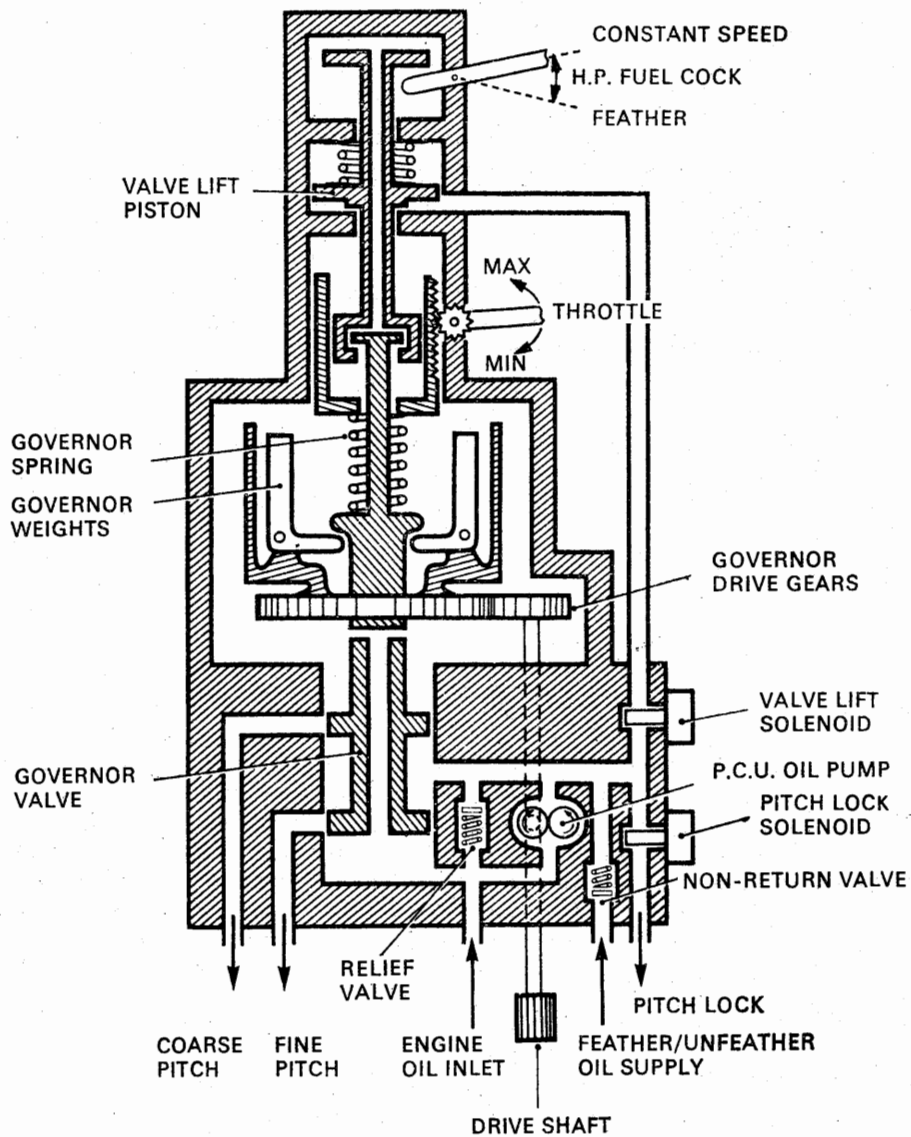 CONSTANT SPEED
H.P. FUEL COCK
FEATHER
VALVE LIFT
PISTON
MAX
THROTTLE
MIN
GOVERNOR
SPRING
GOVERNOR
WEIGHTS
GOVERNOR
DRIVE GEARS
VALVE LIFT
SOLENOID
GOVERNOR
VALVE
P.C.U. OIL PUMP
PITCH LOCK
SOLENOID
NON-RETURN VALVE
RELIEF
VALVE
PITCH LOCK
COARSE
PITCH
FINE
PITCH
ENGINE
OIL INLET
FEATHER/UNFEATHER
OIL SUPPLY
DRIVE SHAFT